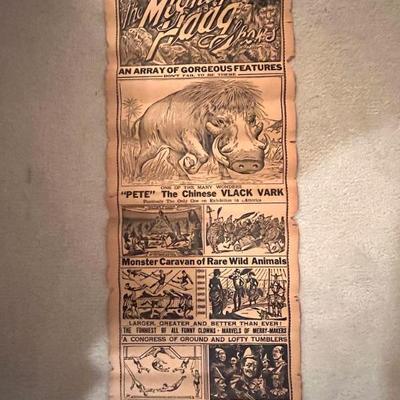 The
Mighty
Haag
Shows
AN ARRAY OF GORGEOUS FEATURES
DON'T FAIL TO BE THERE
ONE OF THE MANY WONDERS
"PETE" The Chinese VLACK VARK
Positively The Only One on Exhibition in America
Monster Caravan of Rare Wild Animals
LARGER, GREATER AND BETTER THAN EVER!
THE FUNNIEST OF ALL FUNNY CLOWNS - MARVELS OF MERRY-MAKERS
A CONGRESS OF GROUND AND LOFTY TUMBLERS